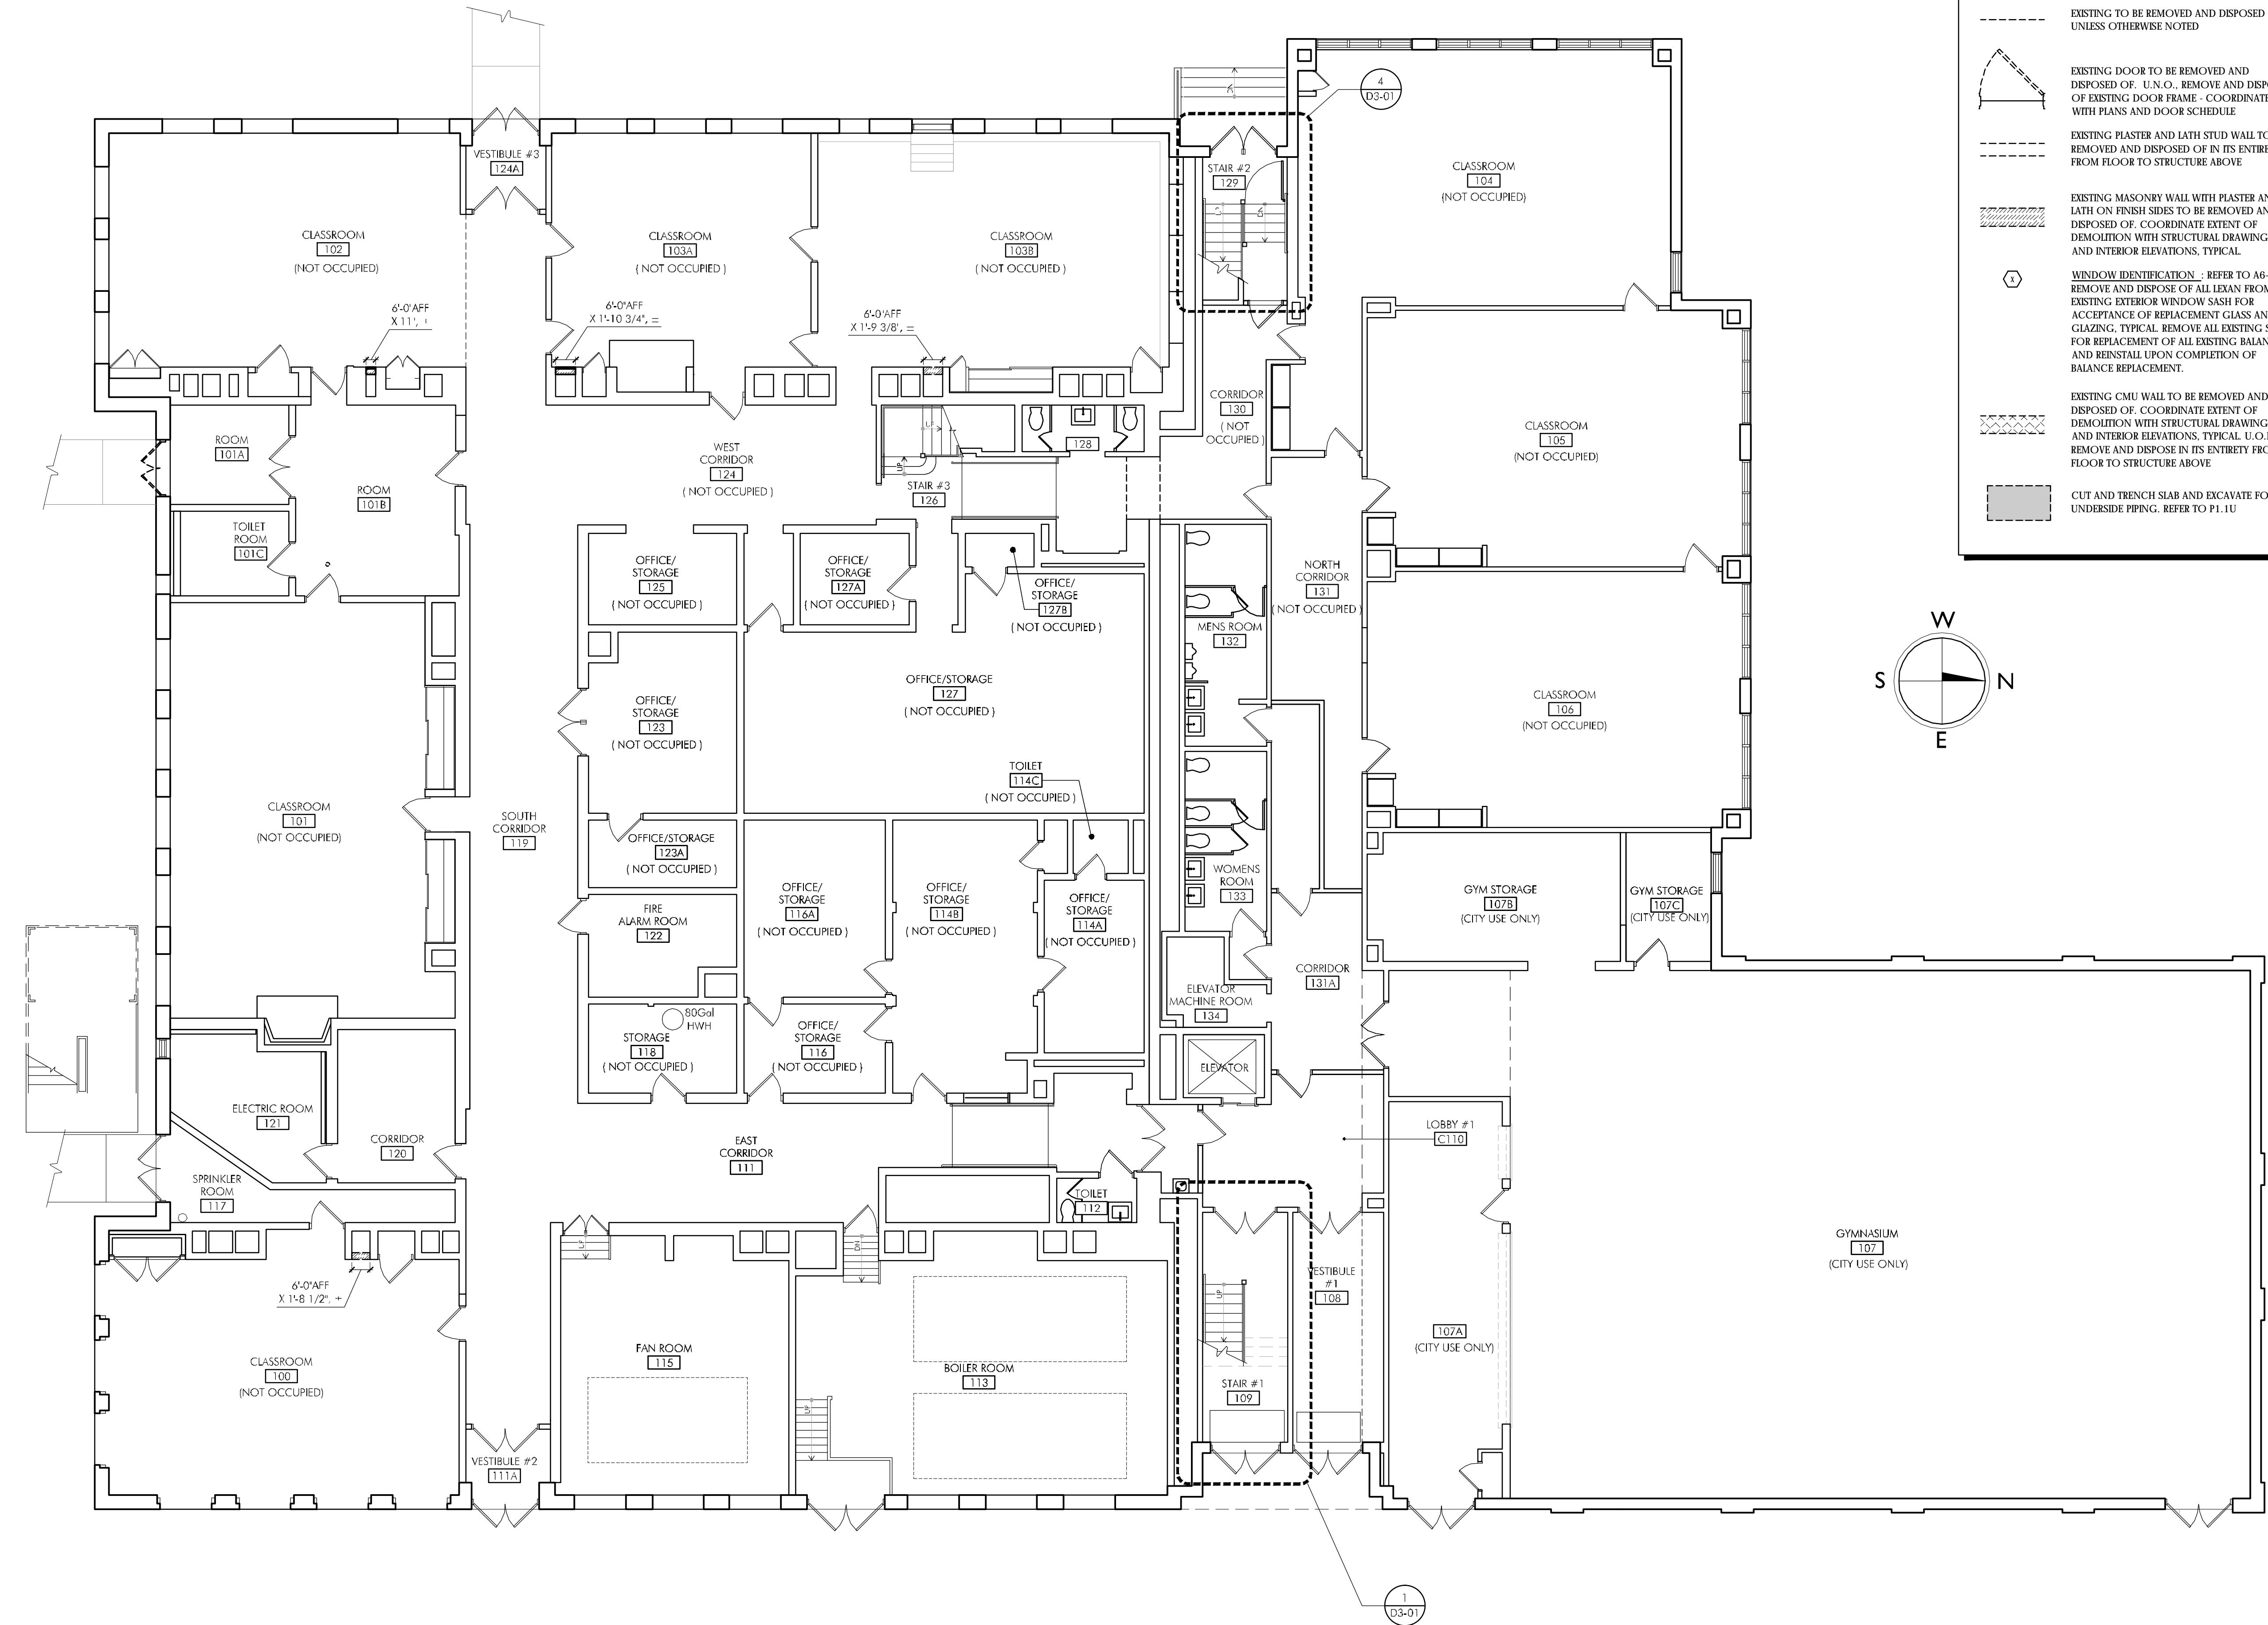 EXISTING TO BE REMOVED AND DISPOSED
UNLESS OTHERWISE NOTED
EXISTING DOOR TO BE REMOVED AND
DISPOSED OF. U.N.O., REMOVE AND DISP
OF EXISTING DOOR FRAME - COORDINATE
WITH PLANS AND DOOR SCHEDULE
EXISTING PLASTER AND LATH STUD WALL TO
REMOVED AND DISPOSED OF IN ITS ENTIRE
FROM FLOOR TO STRUCTURE ABOVE
EXISTING MASONRY WALL WITH PLASTER AN
LATH ON FINISH SIDES TO BE REMOVED AN
DISPOSED OF. COORDINATE EXTENT OF
DEMOLITION WITH STRUCTURAL DRAWING
AND INTERIOR ELEVATIONS, TYPICAL.
X
WINDOW IDENTIFICATION : REFER TO A6-
REMOVE AND DISPOSE OF ALL LEXAN FROM
EXISTING EXTERIOR WINDOW SASH FOR
ACCEPTANCE OF REPLACEMENT GLASS AN
GLAZING, TYPICAL. REMOVE ALL EXISTING S
FOR REPLACEMENT OF ALL EXISTING BALAN
AND REINSTALL UPON COMPLETION OF
BALANCE REPLACEMENT.
EXISTING CMU WALL TO BE REMOVED AND
DISPOSED OF. COORDINATE EXTENT OF
DEMOLITION WITH STRUCTURAL DRAWING
AND INTERIOR ELEVATIONS, TYPICAL. U.O.
REMOVE AND DISPOSE IN ITS ENTIRETY FR
FLOOR TO STRUCTURE ABOVE
CUT AND TRENCH SLAB AND EXCAVATE FO
UNDERSIDE PIPING. REFER TO P1.1U
W
S
N
E
4
D3-01
VESTIBULE #3
124A
CLASSROOM
102
(NOT OCCUPIED)
CLASSROOM
103A
( NOT OCCUPIED )
CLASSROOM
103B
( NOT OCCUPIED )
STAIR #2
129
UP
DN
CLASSROOM
104
(NOT OCCUPIED)
6'-0"AFF
X 11", ±
6'-0"AFF
X 1'-10 3/4", ±
6'-0"AFF
X 1'-9 3/8", ±
CORRIDOR
130
( NOT
OCCUPIED )
CLASSROOM
105
(NOT OCCUPIED)
ROOM
101A
ROOM
101B
TOILET
ROOM
101C
WEST
CORRIDOR
124
( NOT OCCUPIED )
UP
UP
STAIR #3
126
128
OFFICE/
STORAGE
125
( NOT OCCUPIED )
OFFICE/
STORAGE
127A
( NOT OCCUPIED )
OFFICE/
STORAGE
127B
( NOT OCCUPIED )
NORTH
CORRIDOR
131
( NOT OCCUPIED )
MENS ROOM
132
OFFICE/
STORAGE
123
( NOT OCCUPIED )
OFFICE/STORAGE
127
( NOT OCCUPIED )
CLASSROOM
106
(NOT OCCUPIED)
TOILET
114C
( NOT OCCUPIED )
CLASSROOM
101
(NOT OCCUPIED)
SOUTH
CORRIDOR
119
OFFICE/STORAGE
123A
( NOT OCCUPIED )
OFFICE/
STORAGE
116A
( NOT OCCUPIED )
OFFICE/
STORAGE
114B
( NOT OCCUPIED )
OFFICE/
STORAGE
114A
( NOT OCCUPIED )
WOMENS
ROOM
133
GYM STORAGE
107B
(CITY USE ONLY)
GYM STORAGE
107C
(CITY USE ONLY)
FIRE
ALARM ROOM
122
CORRIDOR
131A
ELEVATOR
MACHINE ROOM
134
80Gal
HWH
STORAGE
118
( NOT OCCUPIED )
OFFICE/
STORAGE
116
( NOT OCCUPIED )
ELEVATOR
ELECTRIC ROOM
121
CORRIDOR
120
EAST
CORRIDOR
111
LOBBY #1
C110
SPRINKLER
ROOM
117
TOILET
112
GYMNASIUM
107
(CITY USE ONLY)
6'-0"AFF
X 1'-8 1/2", ±
UP
DN
UP
VESTIBULE
#1
108
107A
(CITY USE ONLY)
CLASSROOM
100
(NOT OCCUPIED)
FAN ROOM
115
BOILER ROOM
113
UP
STAIR #1
109
VESTIBULE #2
111A
1
D3-01